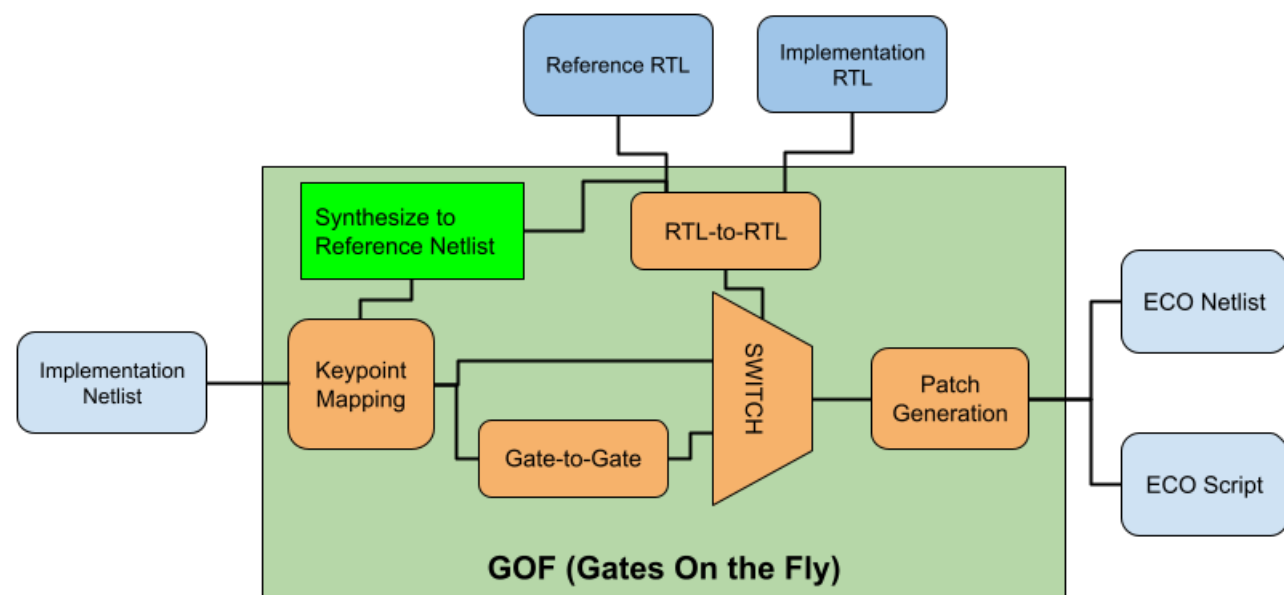 Reference RTL
Implementation
RTL
Synthesize to
Reference Netlist
RTL-to-RTL
ECO Netlist
Implementation
Netlist
Keypoint
Mapping
SWITCH
Patch
Generation
Gate-to-Gate
ECO Script
GOF (Gates On the Fly)